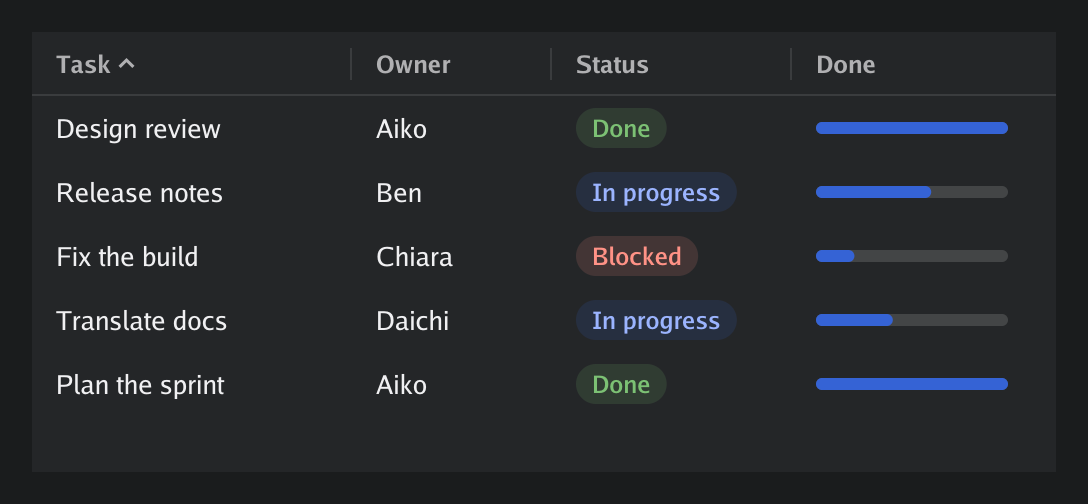 Task Owner Status Done
Design review Aiko Done
Release notes Ben In progress
Fix the build Chiara Blocked
Translate docs Daichi In progress
Plan the sprint Aiko Done